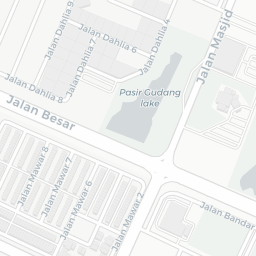 Jalan Dahlia 9
Jalan Dahlia 7
Jalan Dahlia 6
Jalan Dahlia 4
Jalan Masjid
Jalan Dahlia 8
Pasir Gudang
lake
Jalan Besar
Jalan Mawar 8
Jalan Mawar 7
Jalan Mawar 6
Jalan Mawar 2
Jalan Bandar